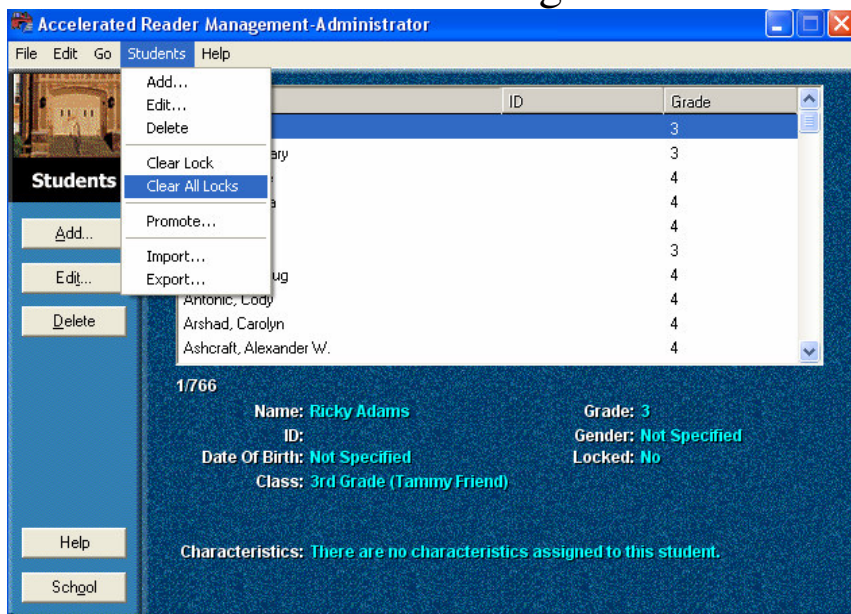 Accelerated Reader Management-Administrator
File Edit Go Students Help
Add...
Edit...
Delete
Clear Lock
Clear All Locks
Promote...
Import...
Export...
ID Grade
3
3
4
4
4
3
4
Antonic, Cody 4
Arshad, Carolyn 4
Ashcraft, Alexander W. 4
Students
Add...
Edit...
Delete
Help
School
1/766
Name: Ricky Adams Grade: 3
ID: Gender: Not Specified
Date Of Birth: Not Specified Locked: No
Class: 3rd Grade (Tammy Friend)
Characteristics: There are no characteristics assigned to this student.